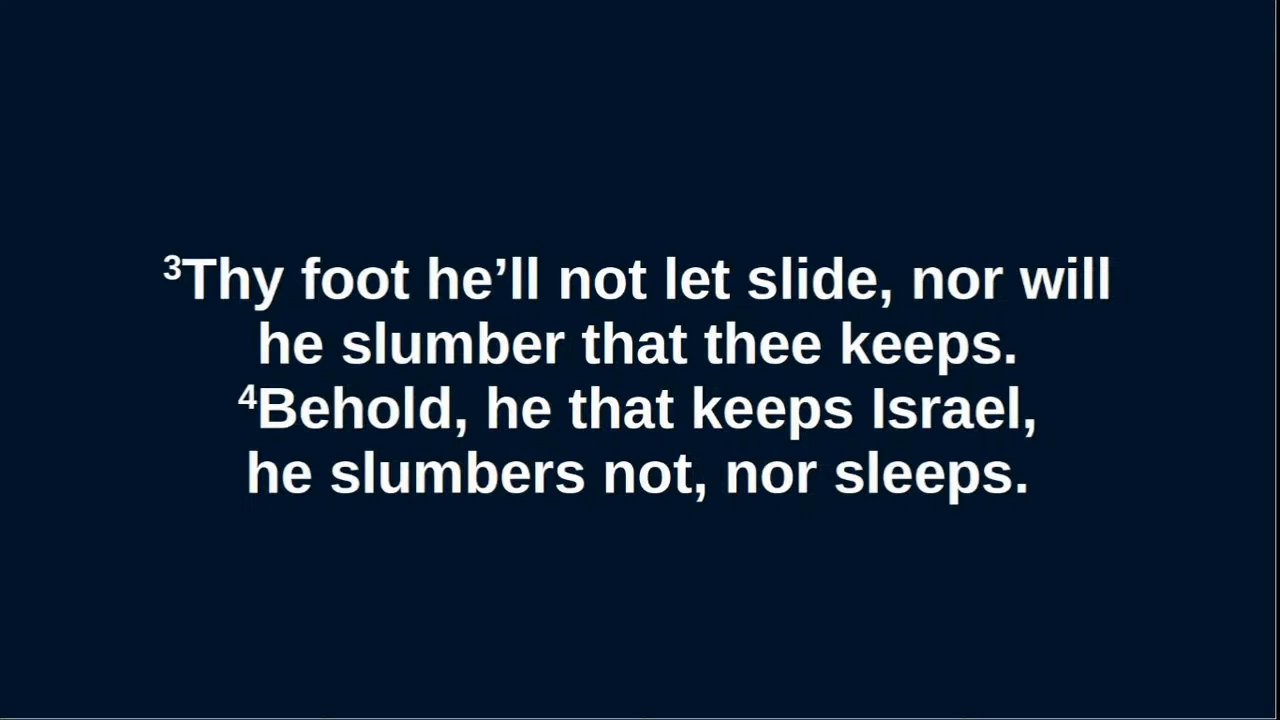 ³Thy foot he’ll not let slide, nor will
he slumber that thee keeps.
⁴Behold, he that keeps Israel,
he slumbers not, nor sleeps.